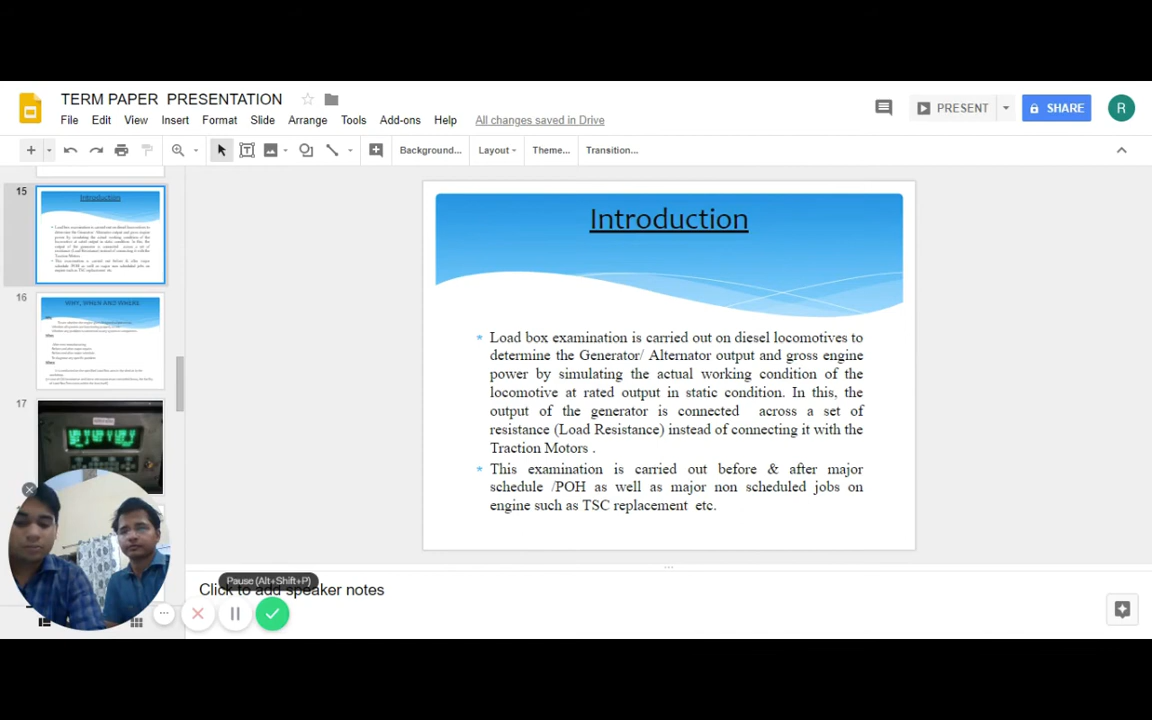 TERM PAPER PRESENTATION
File Edit View Insert Format Slide Arrange Tools Add-ons Help All changes saved in Drive
PRESENT
SHARE
R
Background... Layout Theme... Transition...
15
Introduction
16
WHY, WHEN AND WHERE
17
Introduction
Load box examination is carried out on diesel locomotives to
determine the Generator/ Alternator output and gross engine
power by simulating the actual working condition of the
locomotive at rated output in static condition. In this, the
output of the generator is connected across a set of
resistance (Load Resistance) instead of connecting it with the
Traction Motors .
This examination is carried out before & after major
schedule /POH as well as major non scheduled jobs on
engine such as TSC replacement etc.
Pause (Alt+Shift+P)
Click to add speaker notes